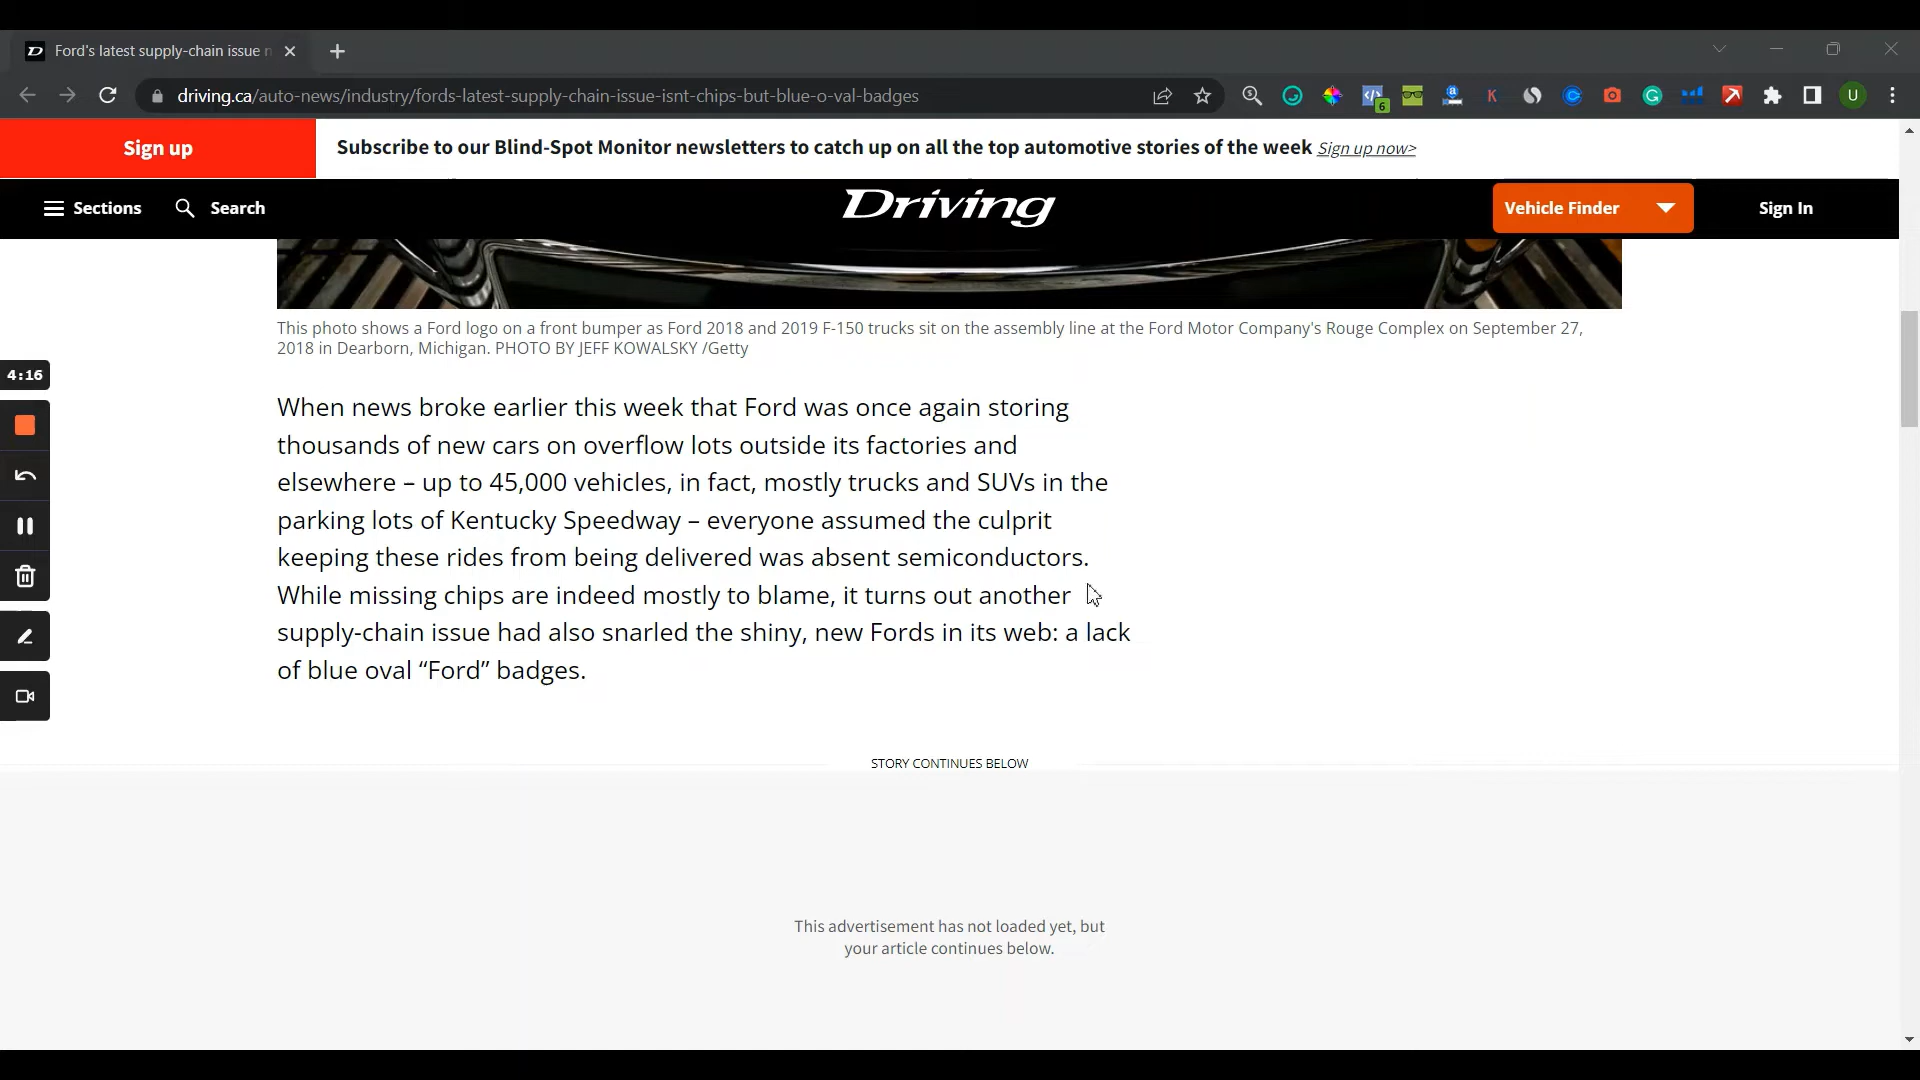 Ford's latest supply-chain issue n
driving.ca/auto-news/industry/fords-latest-supply-chain-issue-isnt-chips-but-blue-o-val-badges
6
a
K
G
U
Sign up
Subscribe to our Blind-Spot Monitor newsletters to catch up on all the top automotive stories of the week Sign up now>
Sections
Search
Driving
Vehicle Finder
Sign In
This photo shows a Ford logo on a front bumper as Ford 2018 and 2019 F-150 trucks sit on the assembly line at the Ford Motor Company's Rouge Complex on September 27,
2018 in Dearborn, Michigan. PHOTO BY JEFF KOWALSKY /Getty
4:16
When news broke earlier this week that Ford was once again storing
thousands of new cars on overflow lots outside its factories and
elsewhere – up to 45,000 vehicles, in fact, mostly trucks and SUVs in the
parking lots of Kentucky Speedway – everyone assumed the culprit
keeping these rides from being delivered was absent semiconductors.
While missing chips are indeed mostly to blame, it turns out another
supply-chain issue had also snarled the shiny, new Fords in its web: a lack
of blue oval “Ford” badges.
STORY CONTINUES BELOW
This advertisement has not loaded yet, but
your article continues below.